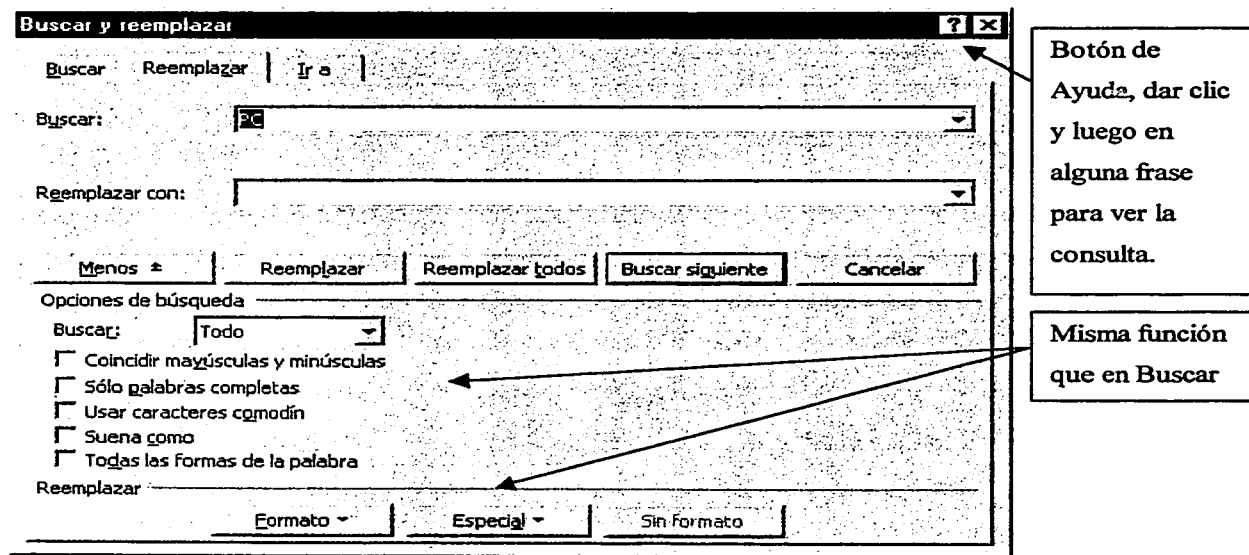 Buscar y reemplazar
Buscar Reemplazar Ir a
Buscar: PC
Reemplazar con:
Menos Reemplazar Reemplazar todos Buscar siguiente Cancelar
Opciones de búsqueda
Buscar: Todo
Coincidir mayúsculas y minúsculas
Sólo palabras completas
Usar caracteres comodín
Suena como
Todas las formas de la palabra
Reemplazar
Formato Especial Sin formato
Botón de
Ayuda, dar clic
y luego en
alguna frase
para ver la
consulta.
Misma función
que en Buscar